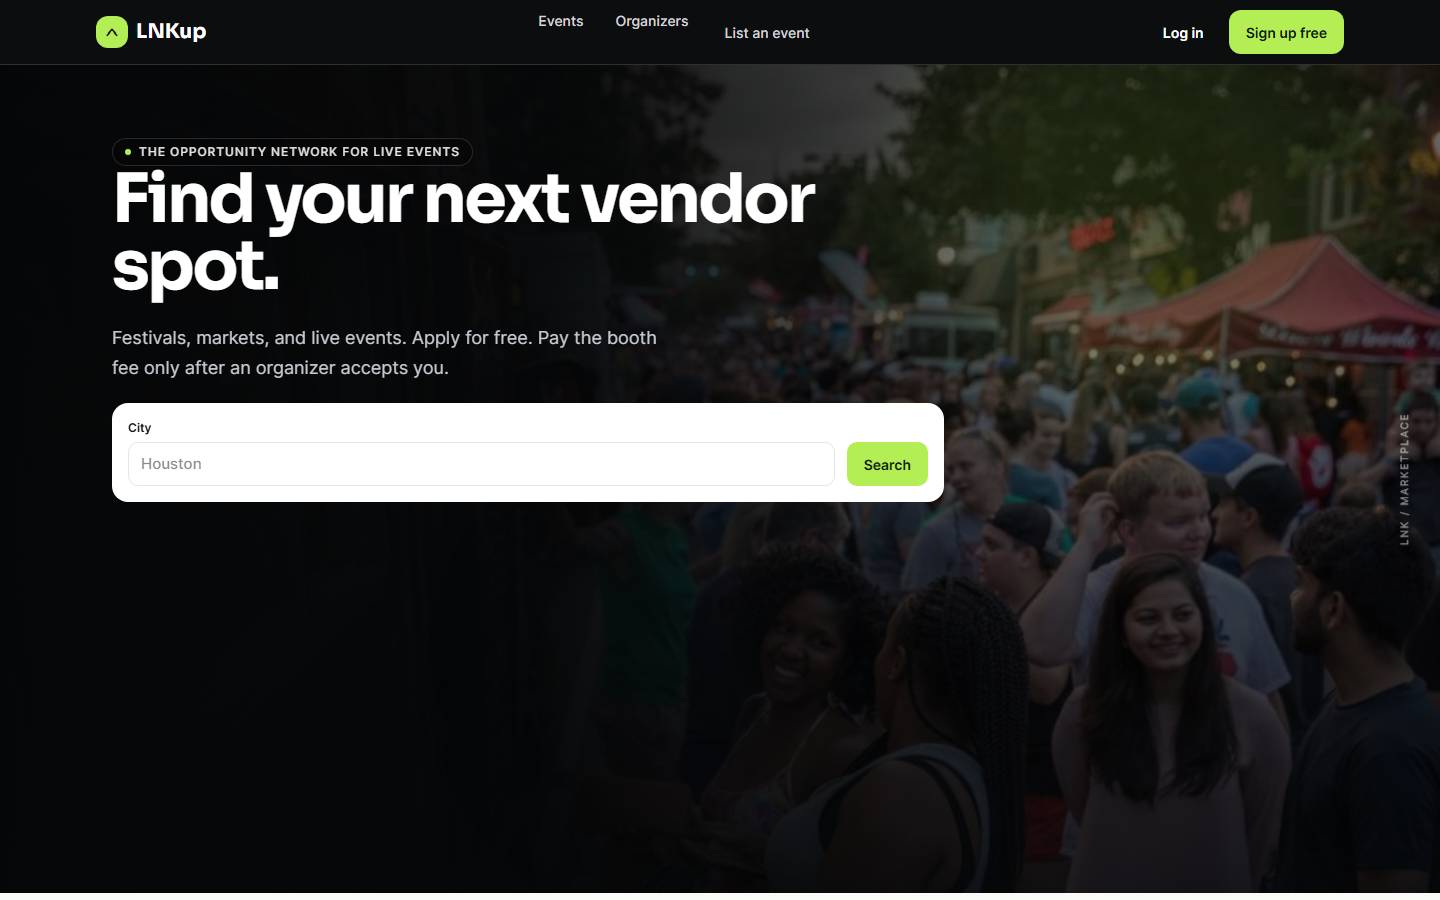 LNKup
Events
Organizers
List an event
Log in
Sign up free
THE OPPORTUNITY NETWORK FOR LIVE EVENTS
Find your next vendor
spot.
Festivals, markets, and live events. Apply for free. Pay the booth
fee only after an organizer accepts you.
City
Houston
Search
LNK / MARKETPLACE